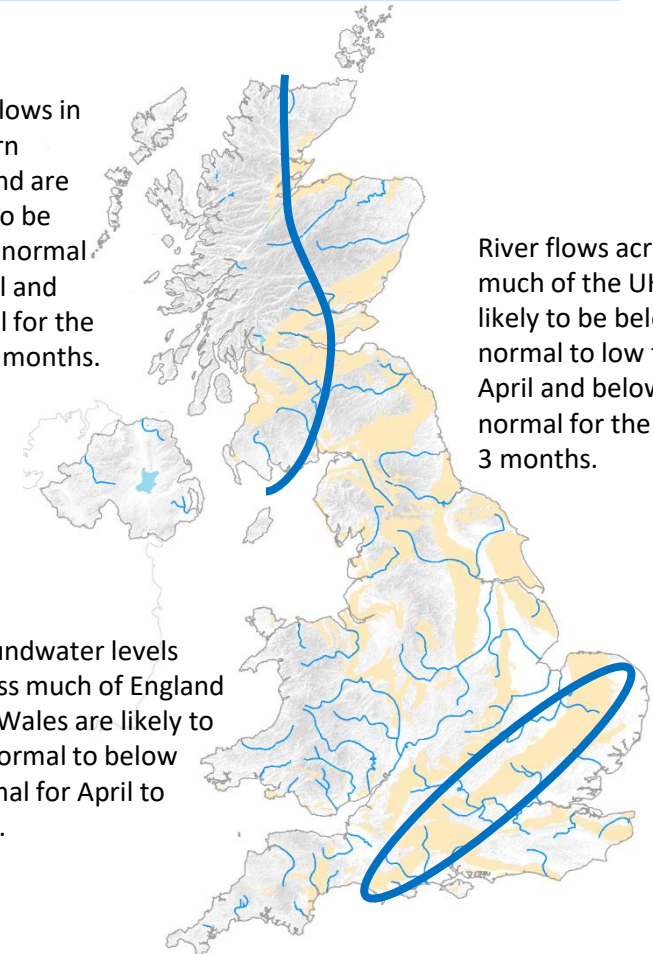 lows in
rn
nd are
o be
normal
l and
l for the
months.
River flows acr
much of the UK
likely to be belo
normal to low f
April and below
normal for the
3 months.
undwater levels
ss much of England
Wales are likely to
ormal to below
mal for April to
.